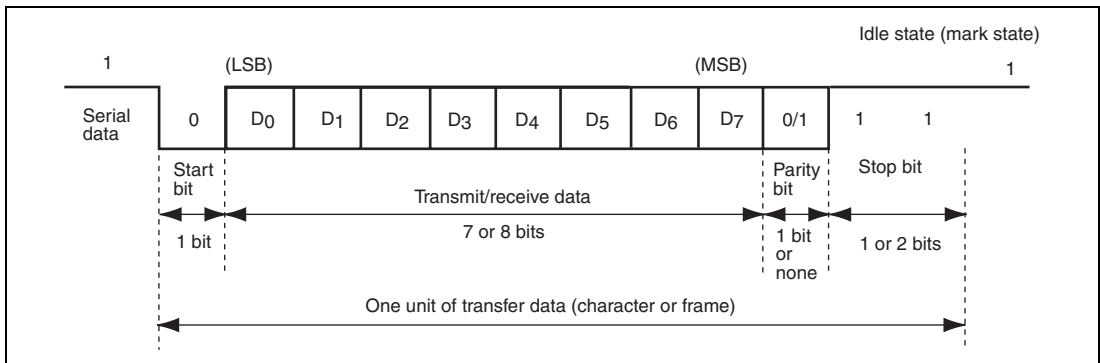 Idle state (mark state)
1 (LSB) (MSB) 1
Serial data 0 D0 D1 D2 D3 D4 D5 D6 D7 0/1 1 1
Start bit Parity bit Stop bit
Transmit/receive data
1 bit 7 or 8 bits 1 bit or none 1 or 2 bits
One unit of transfer data (character or frame)